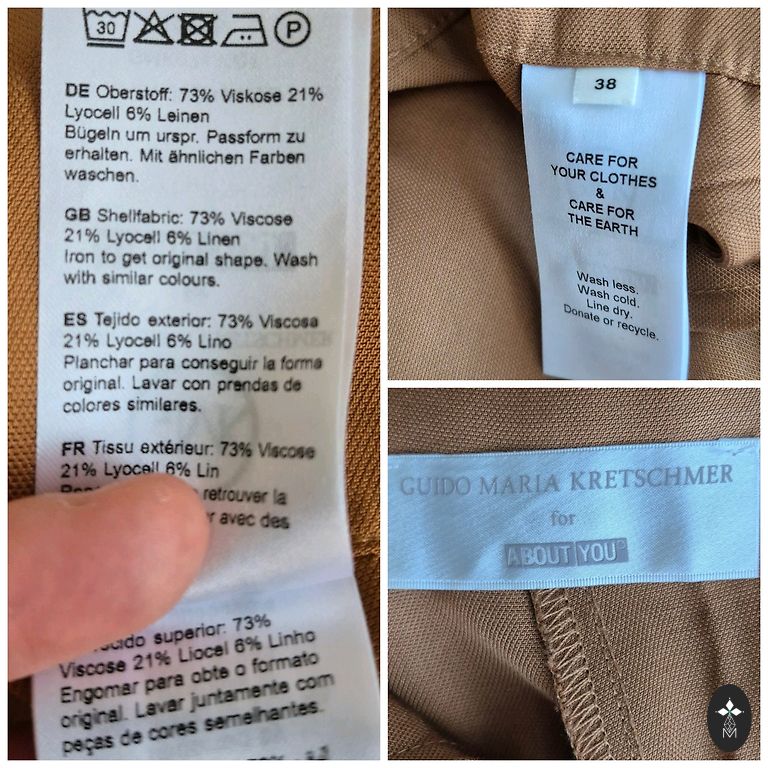 30
P
DE Oberstoff: 73% Viskose 21%
Lyocell 6% Leinen
Bügeln um urspr. Passform zu
erhalten. Mit ähnlichen Farben
waschen.
GB Shellfabric: 73% Viscose
21% Lyocell 6% Linen
Iron to get original shape. Wash
with similar colours.
ES Tejido exterior: 73% Viscosa
21% Lyocell 6% Lino
Planchar para conseguir la forma
original. Lavar con prendas de
colores similares.
FR Tissu extérieur: 73% Viscose
21% Lyocell 6% Lin
retrouver la
avec des
superior: 73%
Viscose 21% Liocel 6% Linho
Engomar para obte o formato
original. Lavar juntamente com
peças de cores semelhantes.
38
CARE FOR
YOUR CLOTHES
&
CARE FOR
THE EARTH
Wash less.
Wash cold.
Line dry.
Donate or recycle.
GUIDO MARIA KRETSCHMER
for
ABOUT YOU